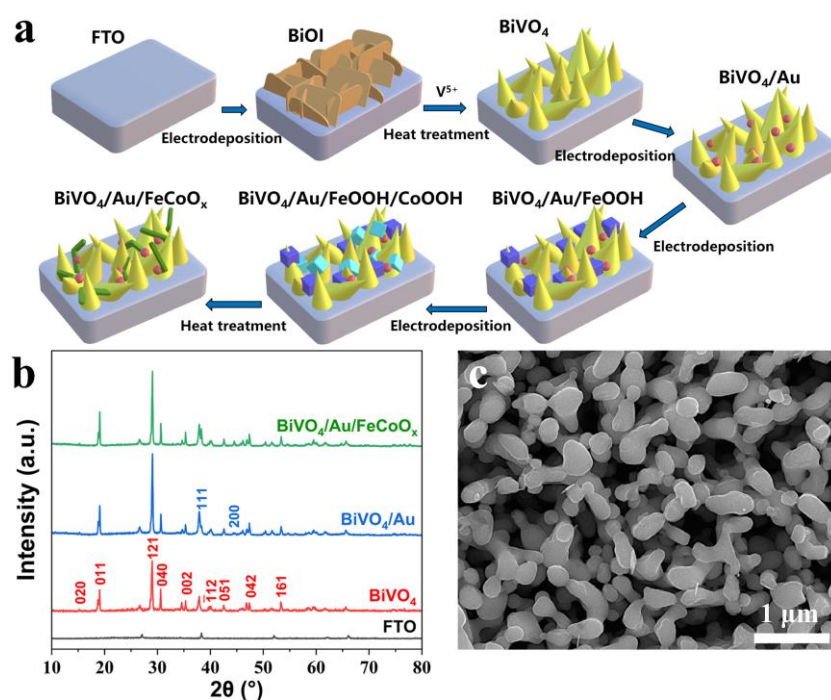 a
FTO
BiOI
BiVO₄
BiVO₄/Au
Electrodeposition
V⁵⁺
Heat treatment
Electrodeposition
BiVO₄/Au/FeCoOₓ
BiVO₄/Au/FeOOH/CoOOH
BiVO₄/Au/FeOOH
Electrodeposition
Heat treatment
Electrodeposition
b
Intensity (a.u.)
BiVO₄/Au/FeCoOₓ
111
200
BiVO₄/Au
020
011
121
040
002
112
051
042
161
BiVO₄
FTO
10 20 30 40 50 60 70 80
2θ (°)
c
1 μm